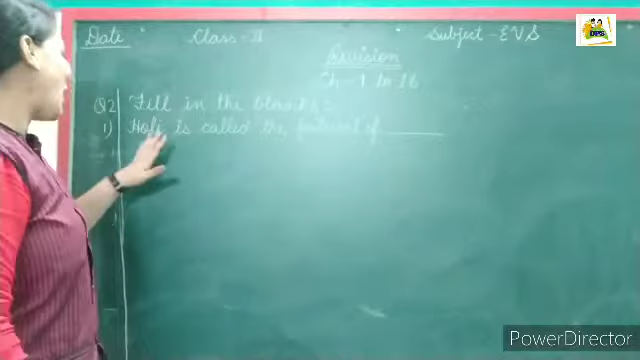 Date Class-II Subject - EVS
Revision
Ch-1 to 16
Q2 Fill in the blanks:
1) Holi is called the festival of ______
DPS
PowerDirector